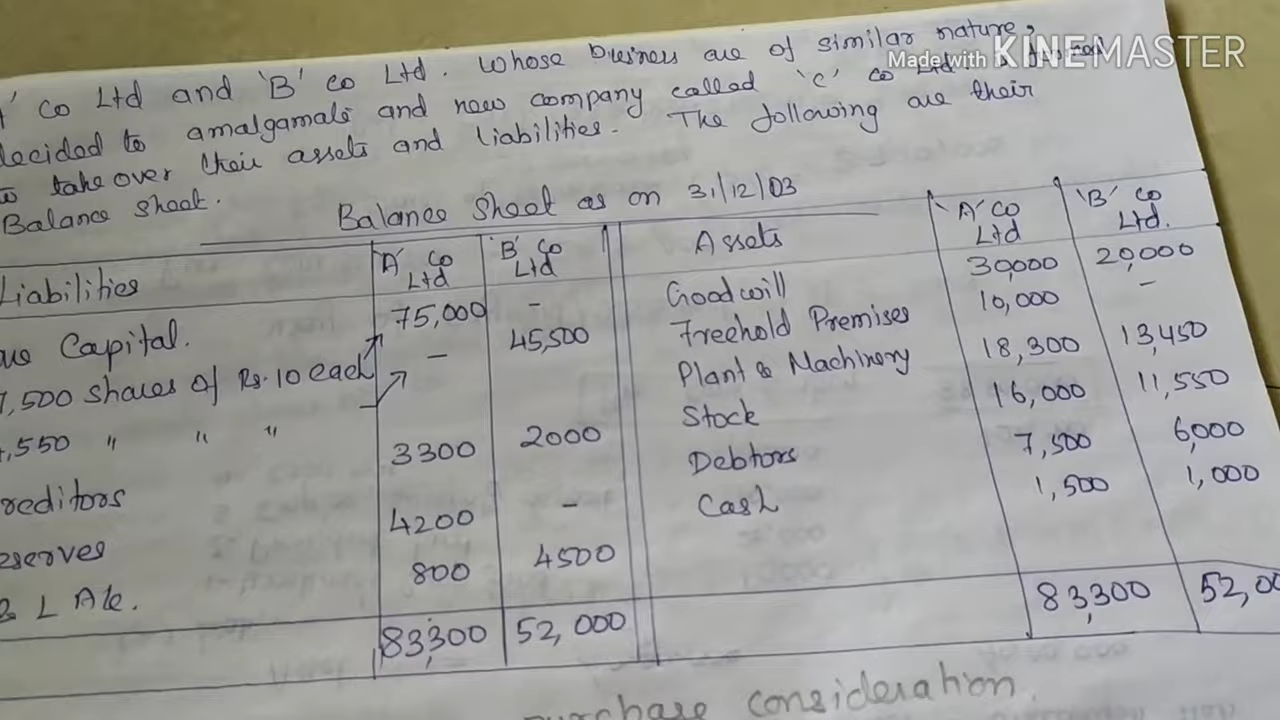 Made with KINEMASTER
A' Co Ltd and 'B' Co Ltd. whose business are of similar nature,
decided to amalgamate and new company called 'C' Co Ltd
to take over their assets and liabilities. The following are their
Balance sheet.
Balance Sheet as on 31/12/03
Liabilities A' Co Ltd 'B' Co Ltd Assets 'A' Co Ltd 'B' Co Ltd.
Capital. 75,000 - Goodwill 30,000 20,000
7,500 shares of Rs. 10 each - 45,500 Freehold Premises 10,000 -
4,550 " " " Plant & Machinery 18,300 13,450
Creditors 3300 2000 Stock 16,000 11,550
Reserves 4200 - Debtors 7,500 6,000
& L A/c. 800 4500 Cash 1,500 1,000
83,300 52,000 83,300 52,00
purchase consideration.